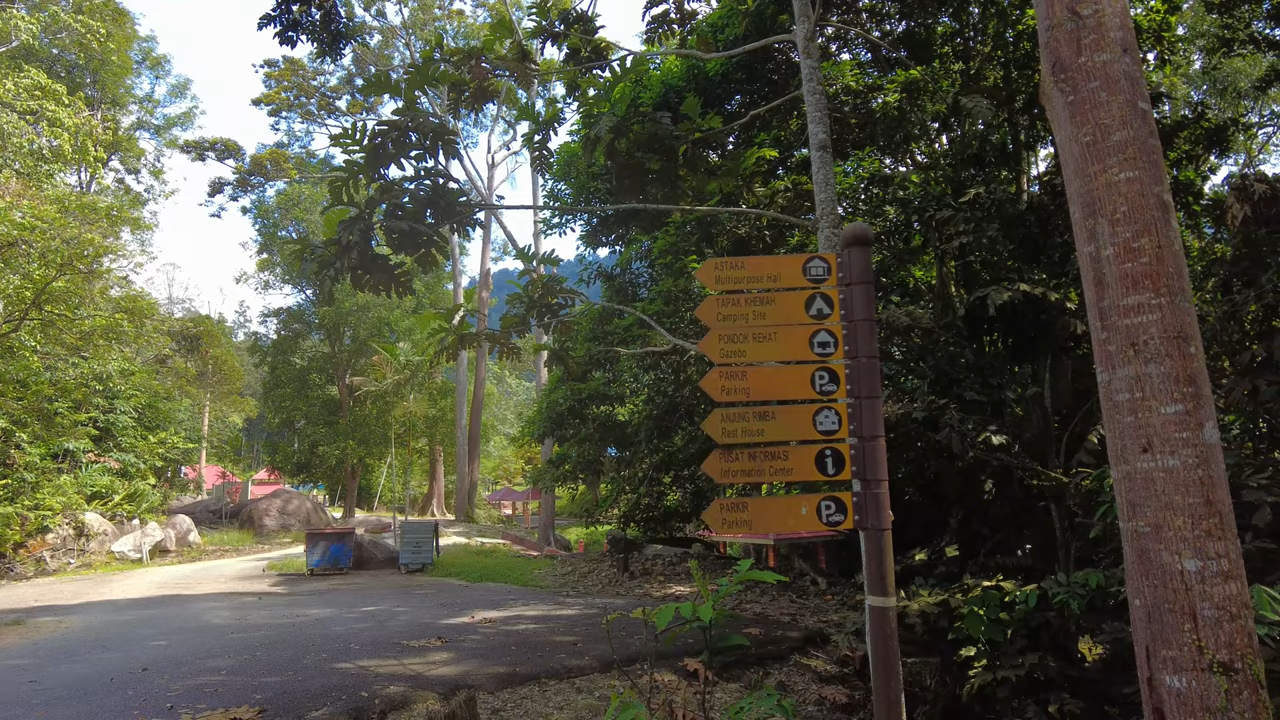 ASTAKA
Multipurpose Hall
TAPAK KHEMAH
Camping Site
PONDOK REHAT
Gazebo
PARKIR
P
Parking
ANJUNG RIMBA
Rest House
PUSAT INFORMASI
i
Information Center
PARKIR
P
Parking